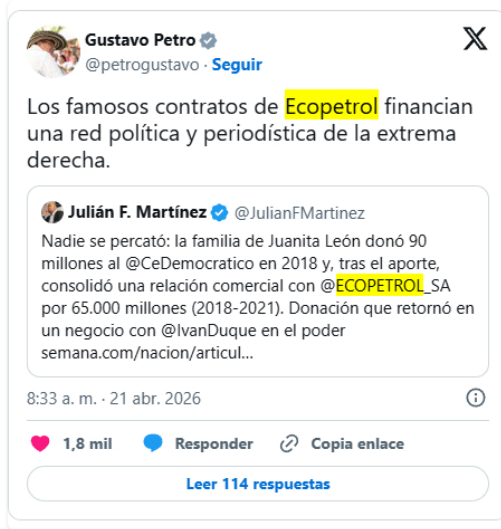 Gustavo Petro
@petrogustavo · Seguir
Los famosos contratos de Ecopetrol financian
una red política y periodística de la extrema
derecha.
Julián F. Martínez @JulianFMartinez
Nadie se percató: la familia de Juanita León donó 90
millones al @CeDemocratico en 2018 y, tras el aporte,
consolidó una relación comercial con @ECOPETROL_SA
por 65.000 millones (2018-2021). Donación que retornó en
un negocio con @IvanDuque en el poder
semana.com/nacion/articul...
8:33 a. m. · 21 abr. 2026
1,8 mil Responder Copia enlace
Leer 114 respuestas